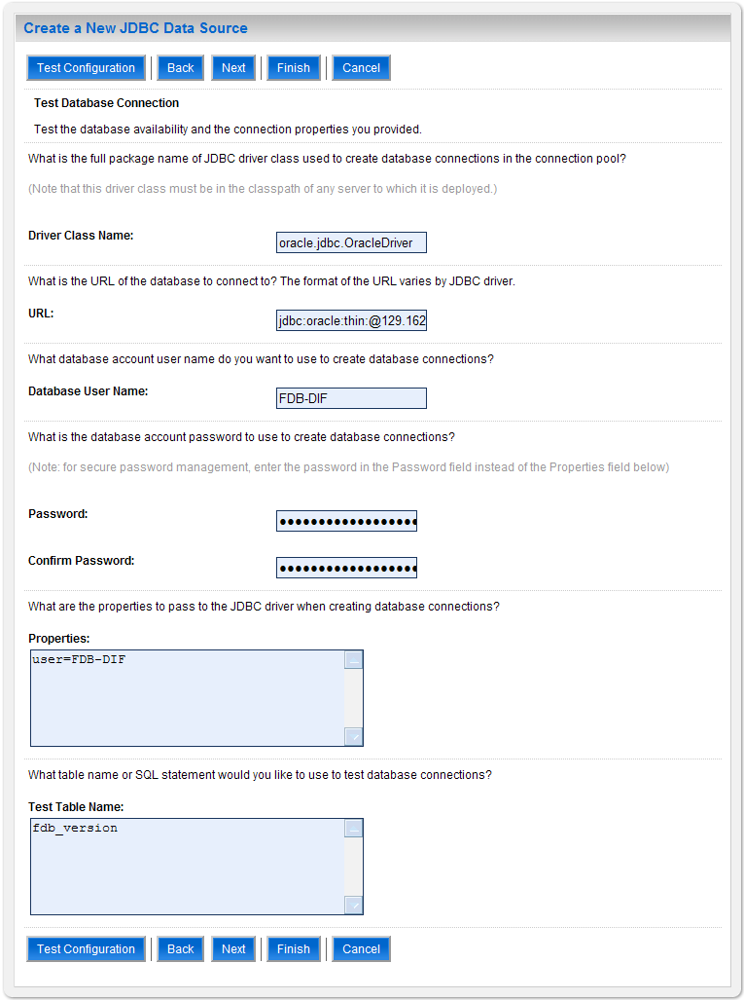 Create a New JDBC Data Source
Test Configuration Back Next Finish Cancel
Test Database Connection
Test the database availability and the connection properties you provided.
What is the full package name of JDBC driver class used to create database connections in the connection pool?
(Note that this driver class must be in the classpath of any server to which it is deployed.)
Driver Class Name:
oracle.jdbc.OracleDriver
What is the URL of the database to connect to? The format of the URL varies by JDBC driver.
URL:
jdbc:oracle:thin:@129.162
What database account user name do you want to use to create database connections?
Database User Name:
FDB-DIF
What is the database account password to use to create database connections?
(Note: for secure password management, enter the password in the Password field instead of the Properties field below)
Password:
●●●●●●●●●●●●●●●●●●
Confirm Password:
●●●●●●●●●●●●●●●●●●
What are the properties to pass to the JDBC driver when creating database connections?
Properties:
user=FDB-DIF
What table name or SQL statement would you like to use to test database connections?
Test Table Name:
fdb_version
Test Configuration Back Next Finish Cancel